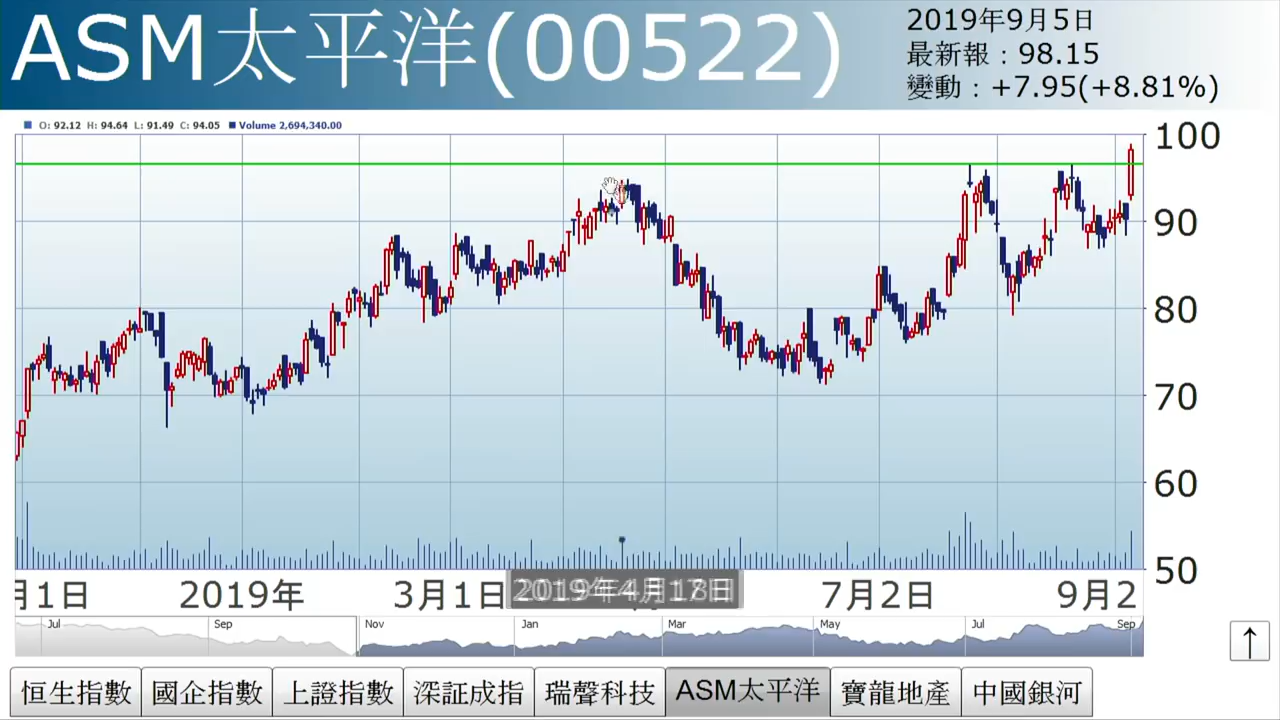 ASM太平洋(00522)
2019年9月5日
最新報：98.15
變動：+7.95(+8.81%)
O: 92.12 H: 94.64 L: 91.49 C: 94.05 Volume 2,694,340.00
100
90
80
70
60
50
月1日 2019年 3月1日 2019年4月18日 7月2日 9月2
Jul Sep Nov Jan Mar May Jul Sep
↑
恒生指數 國企指數 上證指數 深証成指 瑞聲科技 ASM太平洋 寶龍地產 中國銀河